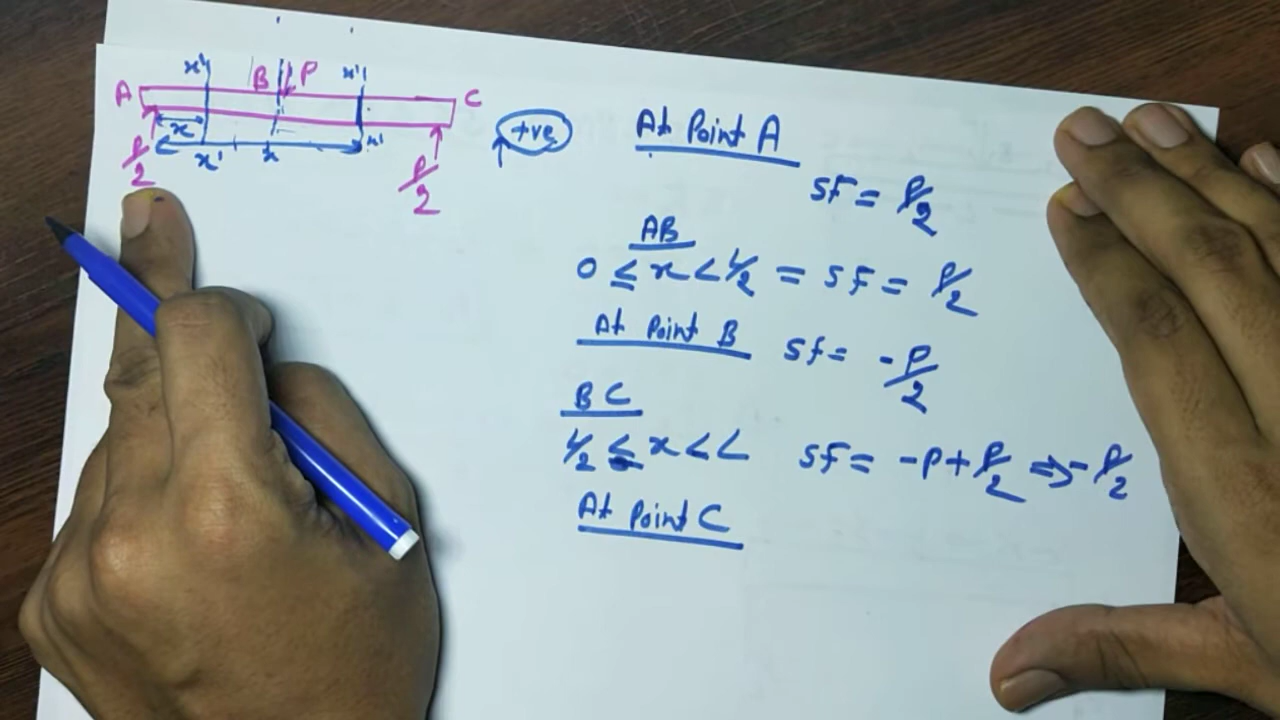 x' B P x'
A C
x
x' x x'
P/2 P/2
+ve
At Point A
SF = P/2
AB
0 ≤ x < L/2 = SF = P/2
At Point B SF = -P/2
BC
L/2 ≤ x < L SF = -P + P/2 ⇒ - P/2
At Point C